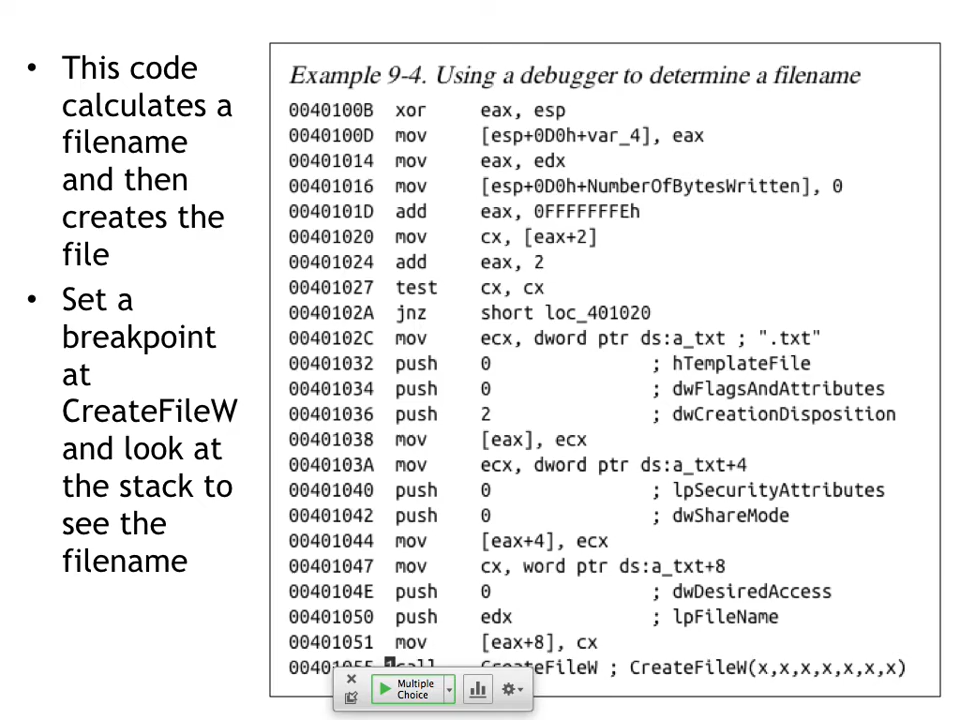 • This code
calculates a
filename
and then
creates the
file
• Set a
breakpoint
at
CreateFileW
and look at
the stack to
see the
filename
Example 9-4. Using a debugger to determine a filename
0040100B xor eax, esp
0040100D mov [esp+0D0h+var_4], eax
00401014 mov eax, edx
00401016 mov [esp+0D0h+NumberOfBytesWritten], 0
0040101D add eax, 0FFFFFFFEh
00401020 mov cx, [eax+2]
00401024 add eax, 2
00401027 test cx, cx
0040102A jnz short loc_401020
0040102C mov ecx, dword ptr ds:a_txt ; ".txt"
00401032 push 0 ; hTemplateFile
00401034 push 0 ; dwFlagsAndAttributes
00401036 push 2 ; dwCreationDisposition
00401038 mov [eax], ecx
0040103A mov ecx, dword ptr ds:a_txt+4
00401040 push 0 ; lpSecurityAttributes
00401042 push 0 ; dwShareMode
00401044 mov [eax+4], ecx
00401047 mov cx, word ptr ds:a_txt+8
0040104E push 0 ; dwDesiredAccess
00401050 push edx ; lpFileName
00401051 mov [eax+8], cx
00401055 1call CreateFileW ; CreateFileW(x,x,x,x,x,x,x)
Multiple
Choice